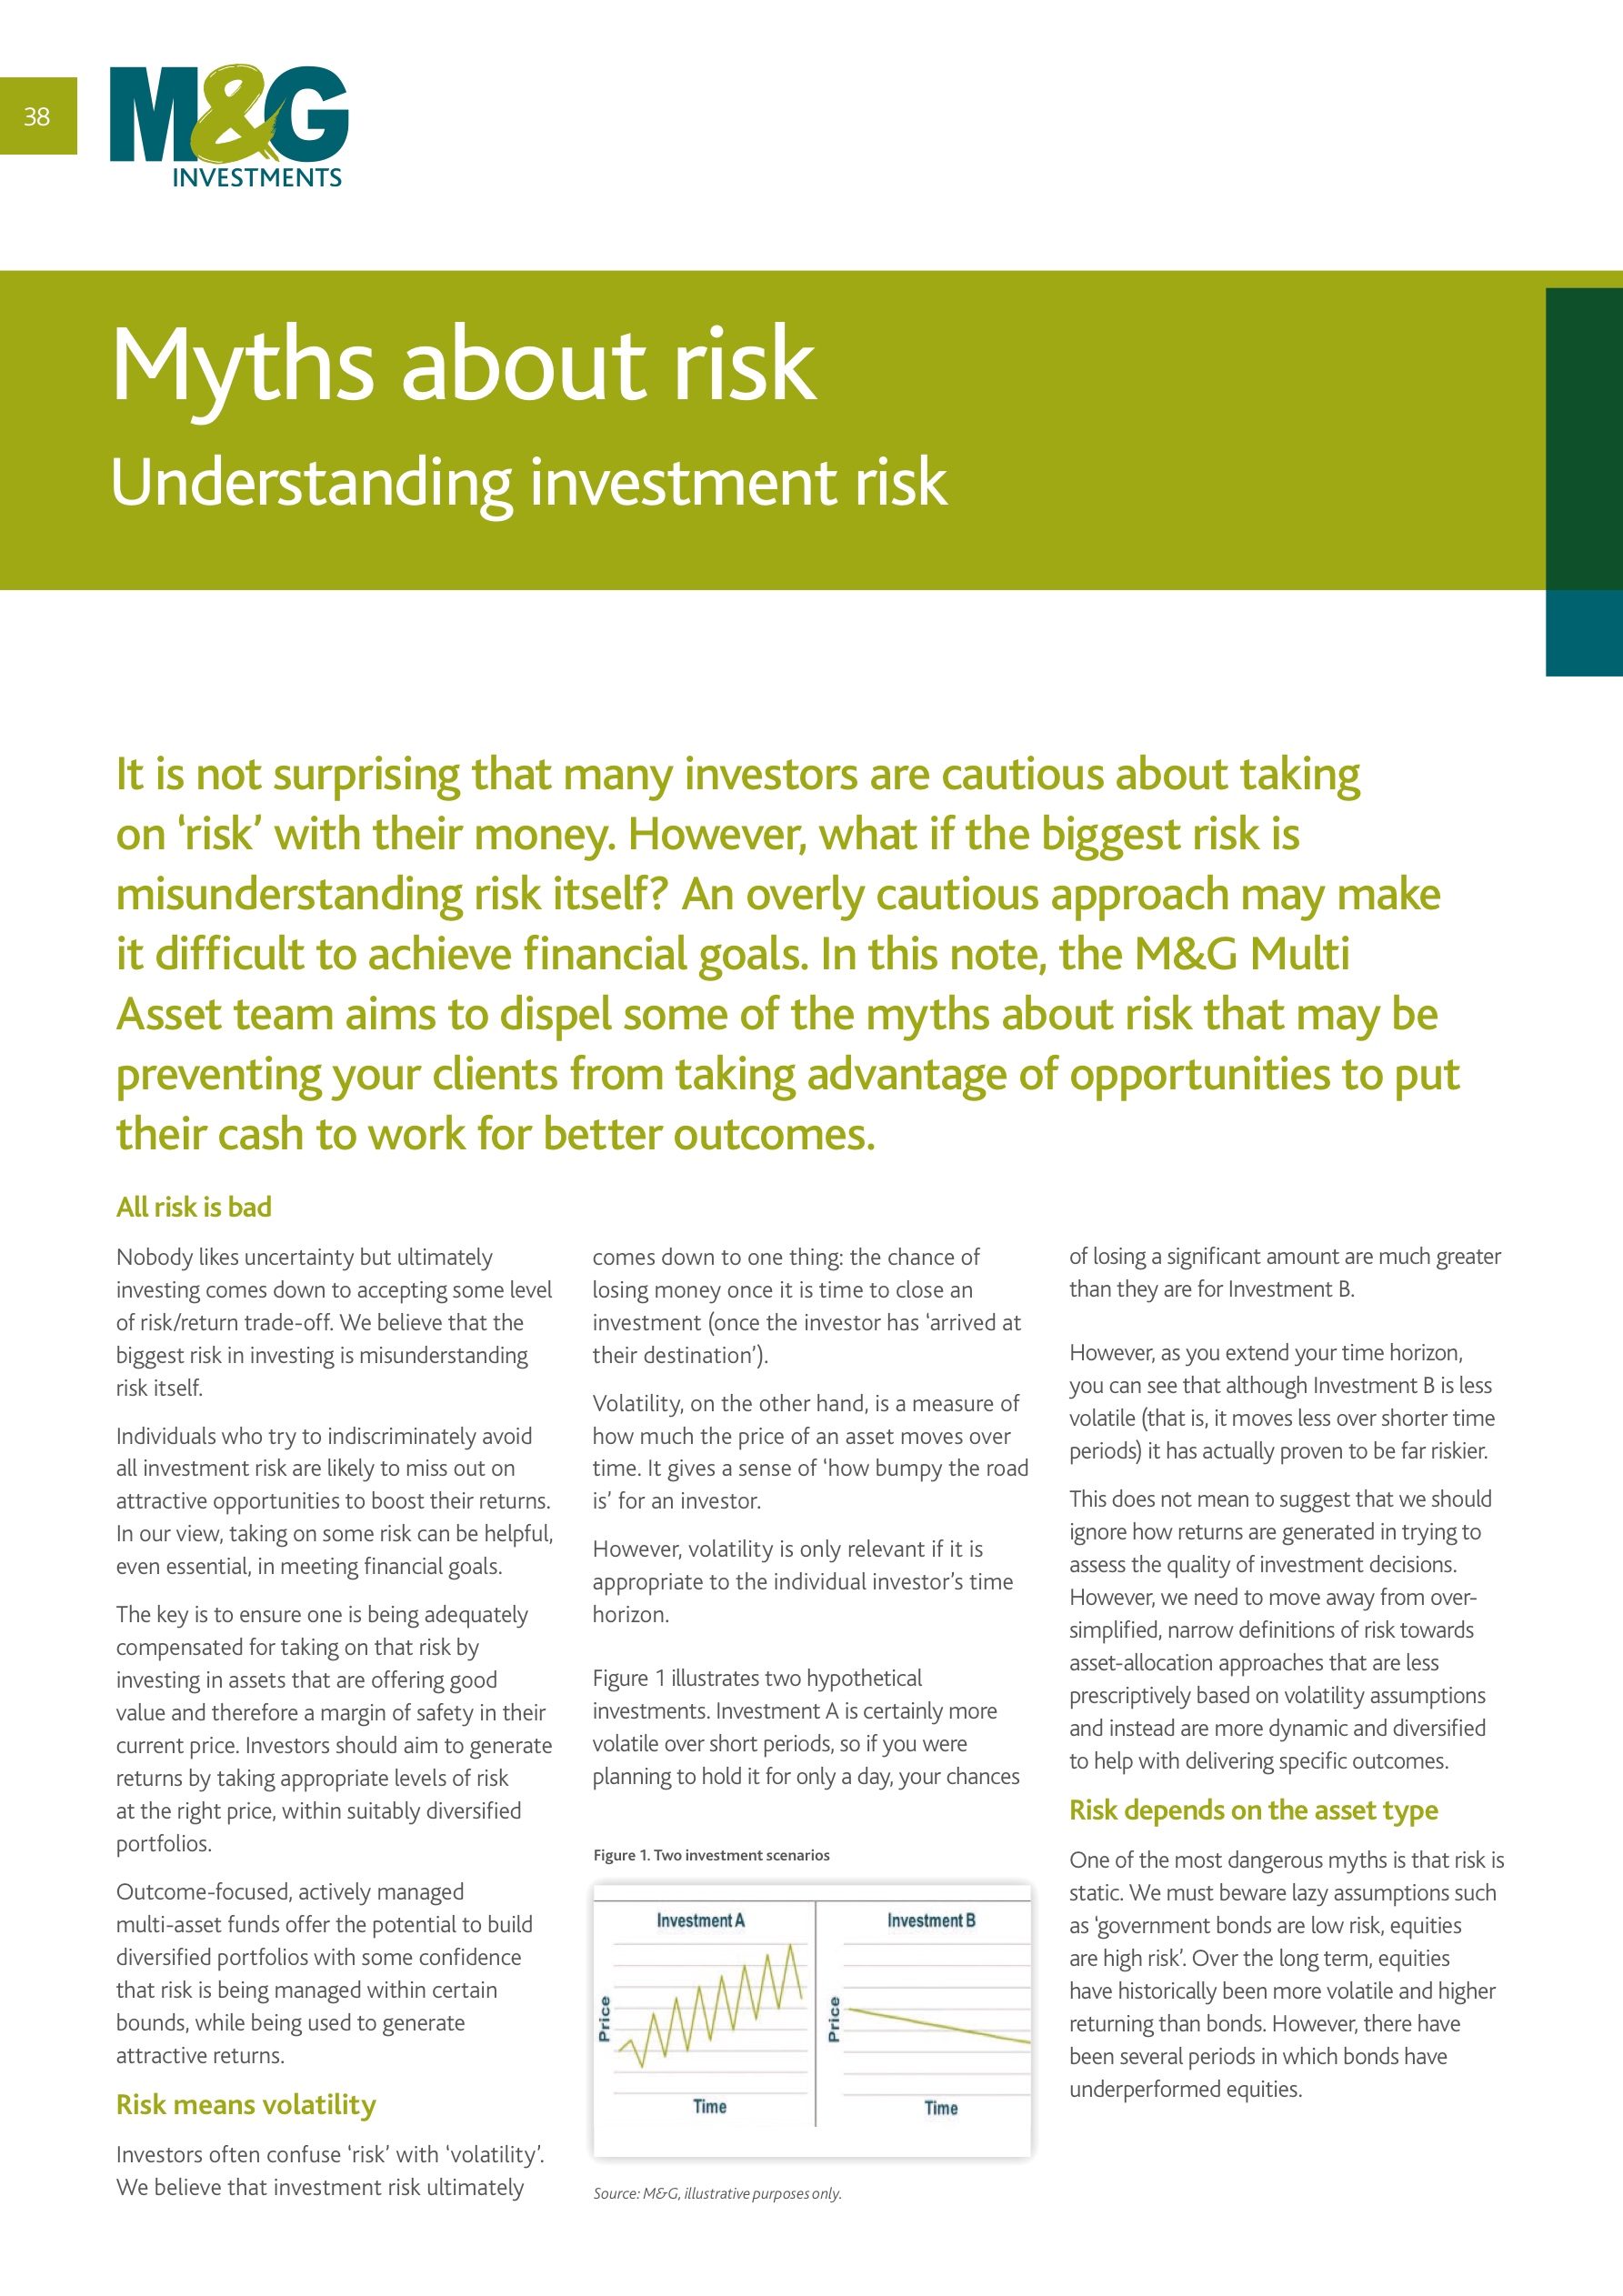 38
M&G
INVESTMENTS
Myths about risk
Understanding investment risk
It is not surprising that many investors are cautious about taking
on ‘risk’ with their money. However, what if the biggest risk is
misunderstanding risk itself? An overly cautious approach may make
it difficult to achieve financial goals. In this note, the M&G Multi
Asset team aims to dispel some of the myths about risk that may be
preventing your clients from taking advantage of opportunities to put
their cash to work for better outcomes.
All risk is bad
Nobody likes uncertainty but ultimately
investing comes down to accepting some level
of risk/return trade-off. We believe that the
biggest risk in investing is misunderstanding
risk itself.
Individuals who try to indiscriminately avoid
all investment risk are likely to miss out on
attractive opportunities to boost their returns.
In our view, taking on some risk can be helpful,
even essential, in meeting financial goals.
The key is to ensure one is being adequately
compensated for taking on that risk by
investing in assets that are offering good
value and therefore a margin of safety in their
current price. Investors should aim to generate
returns by taking appropriate levels of risk
at the right price, within suitably diversified
portfolios.
Outcome-focused, actively managed
multi-asset funds offer the potential to build
diversified portfolios with some confidence
that risk is being managed within certain
bounds, while being used to generate
attractive returns.
Risk means volatility
Investors often confuse ‘risk’ with ‘volatility’.
We believe that investment risk ultimately
comes down to one thing: the chance of
losing money once it is time to close an
investment (once the investor has ‘arrived at
their destination’).
Volatility, on the other hand, is a measure of
how much the price of an asset moves over
time. It gives a sense of ‘how bumpy the road
is’ for an investor.
However, volatility is only relevant if it is
appropriate to the individual investor’s time
horizon.
Figure 1 illustrates two hypothetical
investments. Investment A is certainly more
volatile over short periods, so if you were
planning to hold it for only a day, your chances
Figure 1. Two investment scenarios
Investment A
Price
Time
Investment B
Price
Time
Source: M&G, illustrative purposes only.
of losing a significant amount are much greater
than they are for Investment B.
However, as you extend your time horizon,
you can see that although Investment B is less
volatile (that is, it moves less over shorter time
periods) it has actually proven to be far riskier.
This does not mean to suggest that we should
ignore how returns are generated in trying to
assess the quality of investment decisions.
However, we need to move away from over-
simplified, narrow definitions of risk towards
asset-allocation approaches that are less
prescriptively based on volatility assumptions
and instead are more dynamic and diversified
to help with delivering specific outcomes.
Risk depends on the asset type
One of the most dangerous myths is that risk is
static. We must beware lazy assumptions such
as ‘government bonds are low risk, equities
are high risk’. Over the long term, equities
have historically been more volatile and higher
returning than bonds. However, there have
been several periods in which bonds have
underperformed equities.